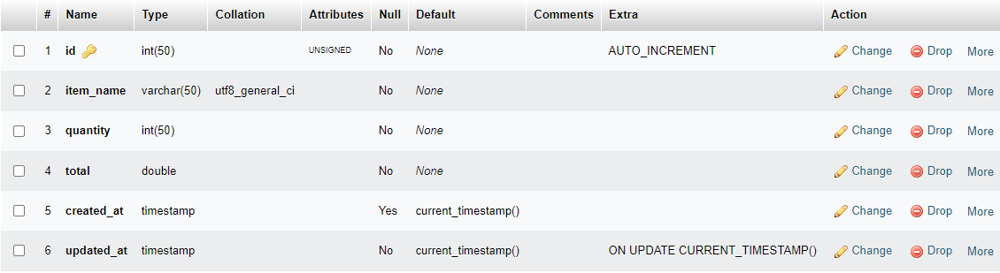 # Name Type Collation Attributes Null Default Comments Extra Action
1 id int(50) UNSIGNED No None AUTO_INCREMENT Change Drop More
2 item_name varchar(50) utf8_general_ci No None Change Drop More
3 quantity int(50) No None Change Drop More
4 total double No None Change Drop More
5 created_at timestamp Yes current_timestamp() Change Drop More
6 updated_at timestamp No current_timestamp() ON UPDATE CURRENT_TIMESTAMP() Change Drop More